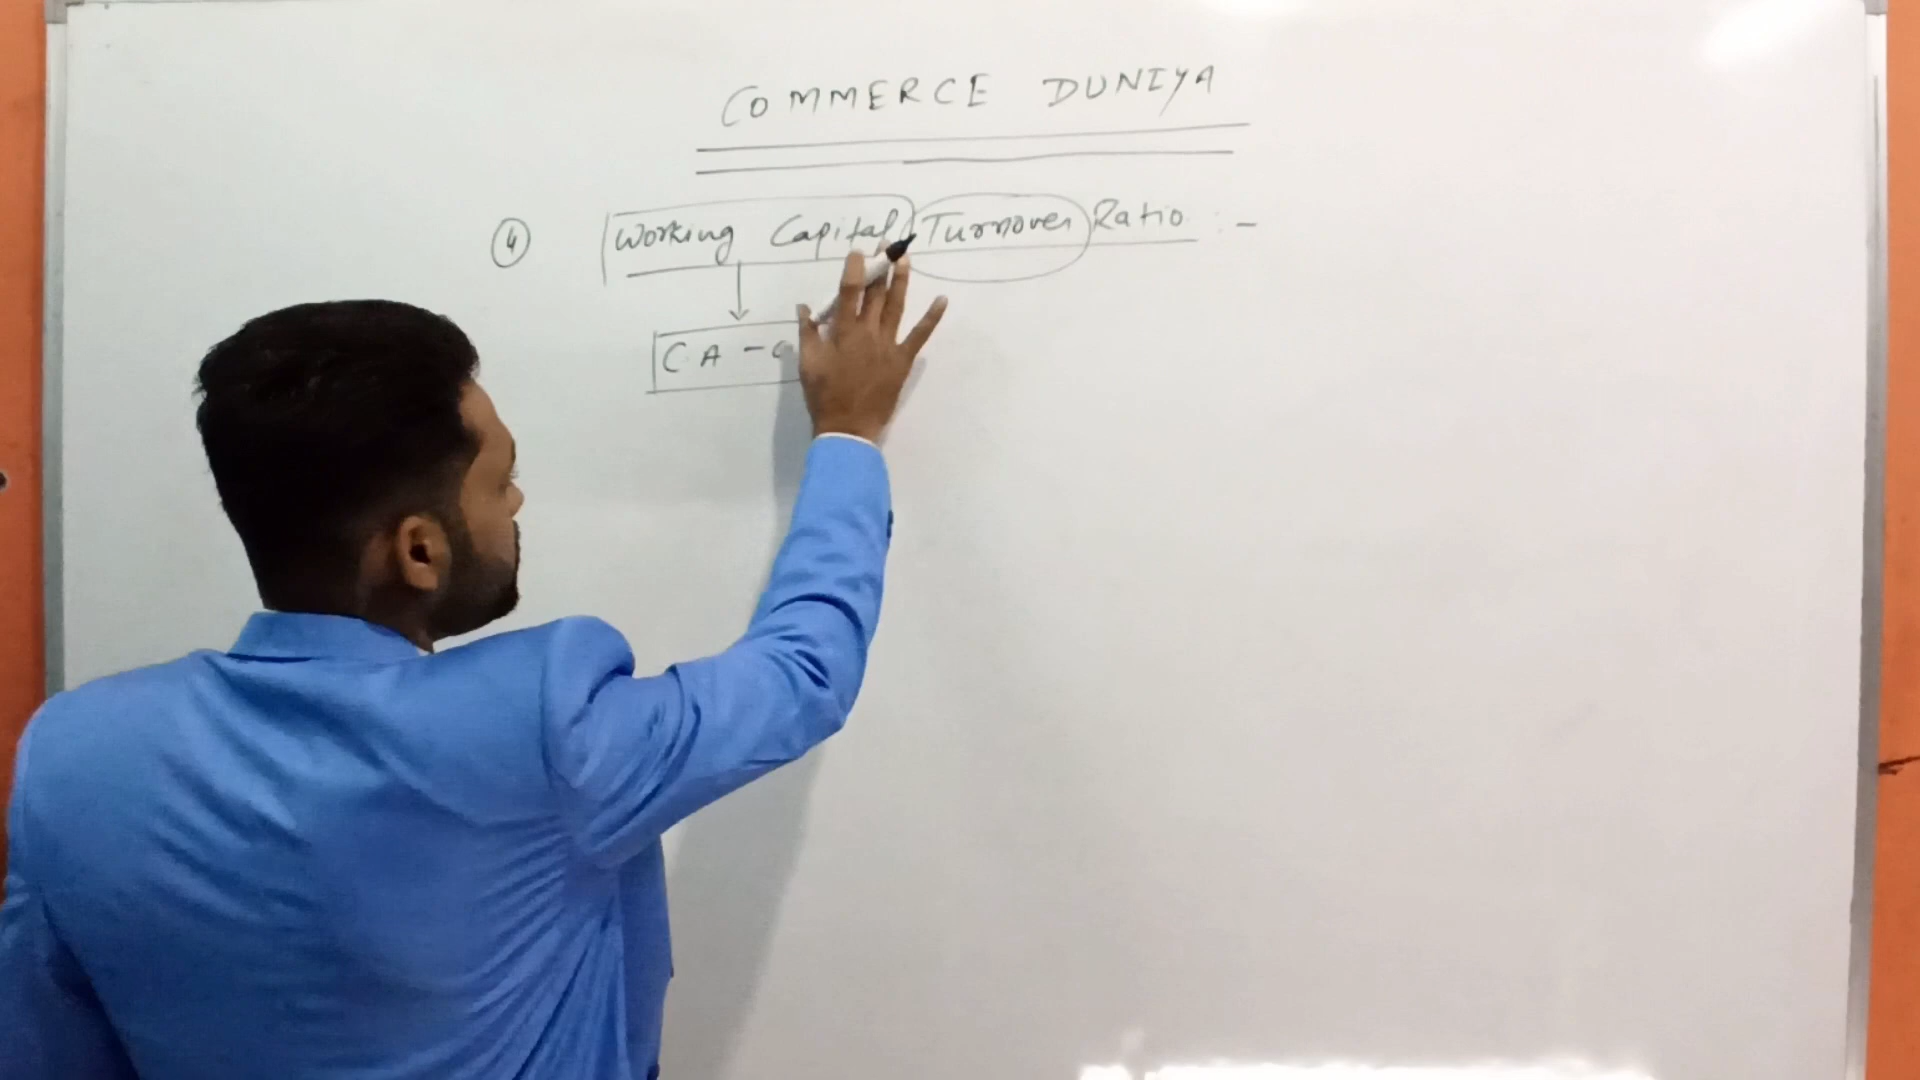 COMMERCE DUNIYA
④ Working Capital Turnover Ratio :-
C.A - C